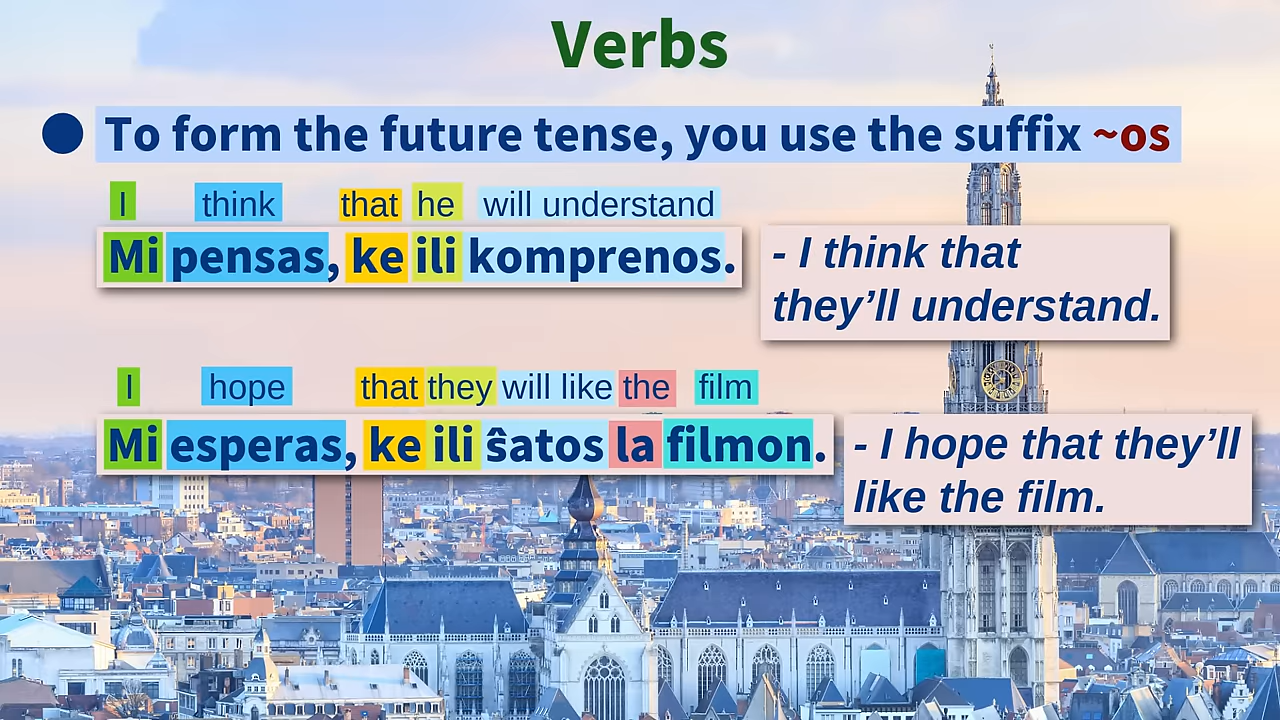 Verbs
To form the future tense, you use the suffix ~os
I think that he will understand
Mi pensas, ke ili komprenos.
- I think that
they’ll understand.
I hope that they will like the film
Mi esperas, ke ili ŝatos la filmon.
- I hope that they’ll
like the film.